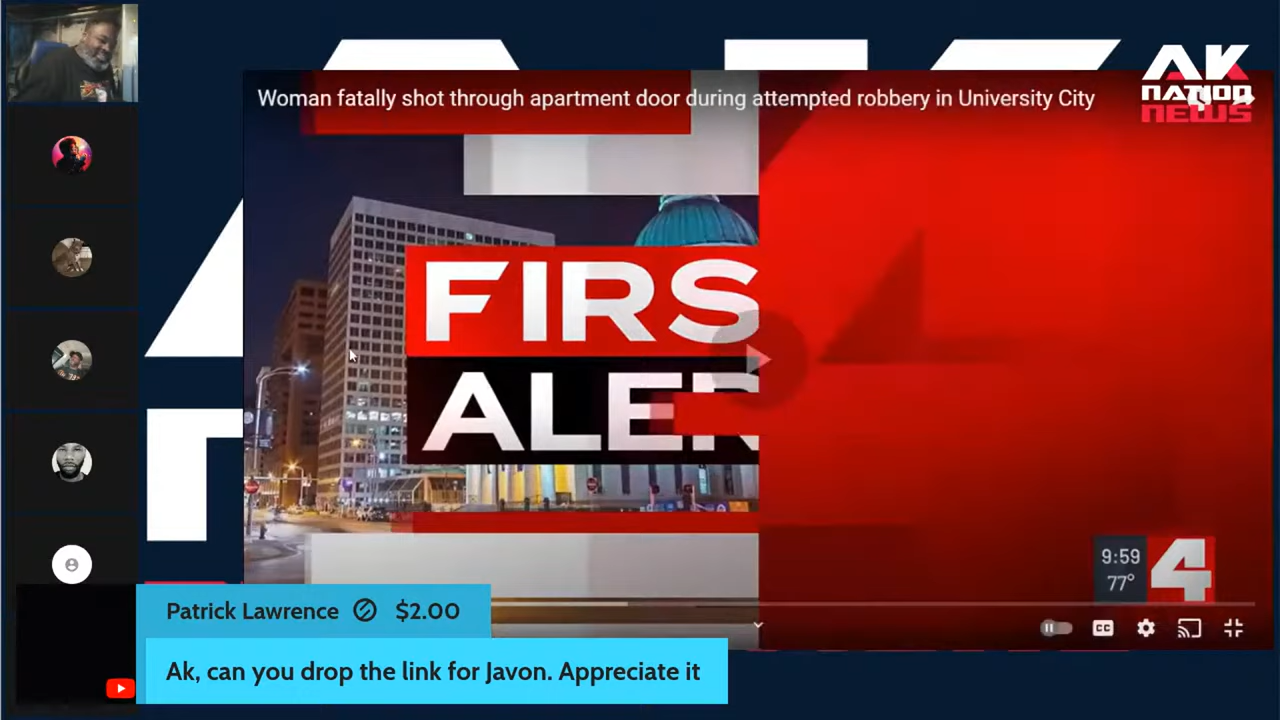 Woman fatally shot through apartment door during attempted robbery in University City
AK
NATION
NEWS
FIRS
ALER
9:59
77°
4
CC
Patrick Lawrence $2.00
Ak, can you drop the link for Javon. Appreciate it